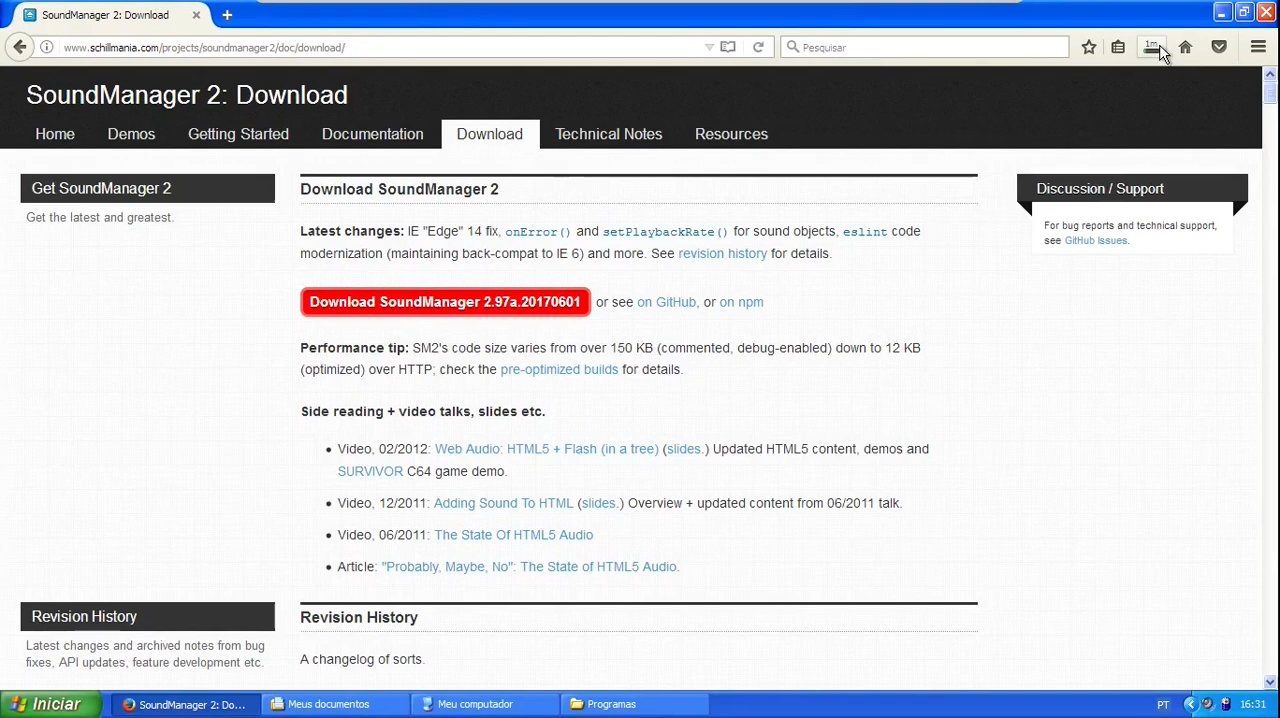 SoundManager 2: Download
www.schillmania.com/projects/soundmanager2/doc/download/
Pesquisar
1m
SoundManager 2: Download
Home
Demos
Getting Started
Documentation
Download
Technical Notes
Resources
Get SoundManager 2
Get the latest and greatest.
Download SoundManager 2
Latest changes: IE "Edge" 14 fix, onError() and setPlaybackRate() for sound objects, eslint code
modernization (maintaining back-compat to IE 6) and more. See revision history for details.
Download SoundManager 2.97a.20170601 or see on GitHub, or on npm
Performance tip: SM2's code size varies from over 150 KB (commented, debug-enabled) down to 12 KB
(optimized) over HTTP; check the pre-optimized builds for details.
Side reading + video talks, slides etc.
Video, 02/2012: Web Audio: HTML5 + Flash (in a tree) (slides.) Updated HTML5 content, demos and
SURVIVOR C64 game demo.
Video, 12/2011: Adding Sound To HTML (slides.) Overview + updated content from 06/2011 talk.
Video, 06/2011: The State Of HTML5 Audio
Article: "Probably, Maybe, No": The State of HTML5 Audio.
Discussion / Support
For bug reports and technical support,
see GitHub Issues.
Revision History
Latest changes and archived notes from bug
fixes, API updates, feature development etc.
Revision History
A changelog of sorts.
Iniciar
SoundManager 2: Do...
Meus documentos
Meu computador
Programas
PT
16:31